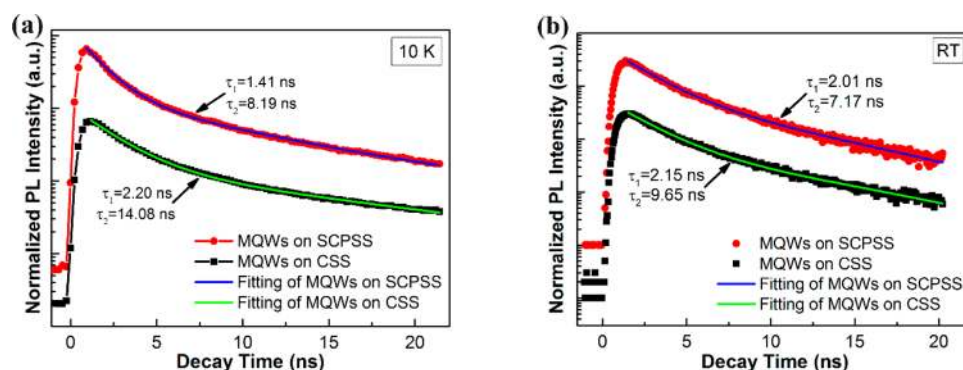 (a)
10 K
Normalized PL Intensity (a.u.)
τ1=1.41 ns
τ2=8.19 ns
τ1=2.20 ns
τ2=14.08 ns
MQWs on SCPSS
MQWs on CSS
Fitting of MQWs on SCPSS
Fitting of MQWs on CSS
0 5 10 15 20
Decay Time (ns)
(b)
RT
Normalized PL Intensity (a.u.)
τ1=2.01 ns
τ2=7.17 ns
τ1=2.15 ns
τ2=9.65 ns
MQWs on SCPSS
MQWs on CSS
Fitting of MQWs on SCPSS
Fitting of MQWs on CSS
0 5 10 15 20
Decay Time (ns)